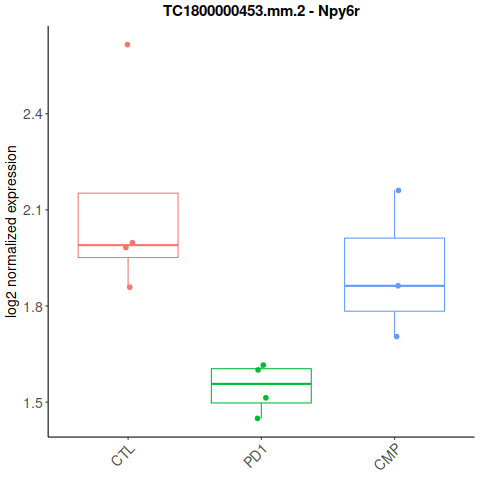 TC1800000453.mm.2 - Npy6r
log2 normalized expression
2.4
2.1
1.8
1.5
CTL
PD1
CMP